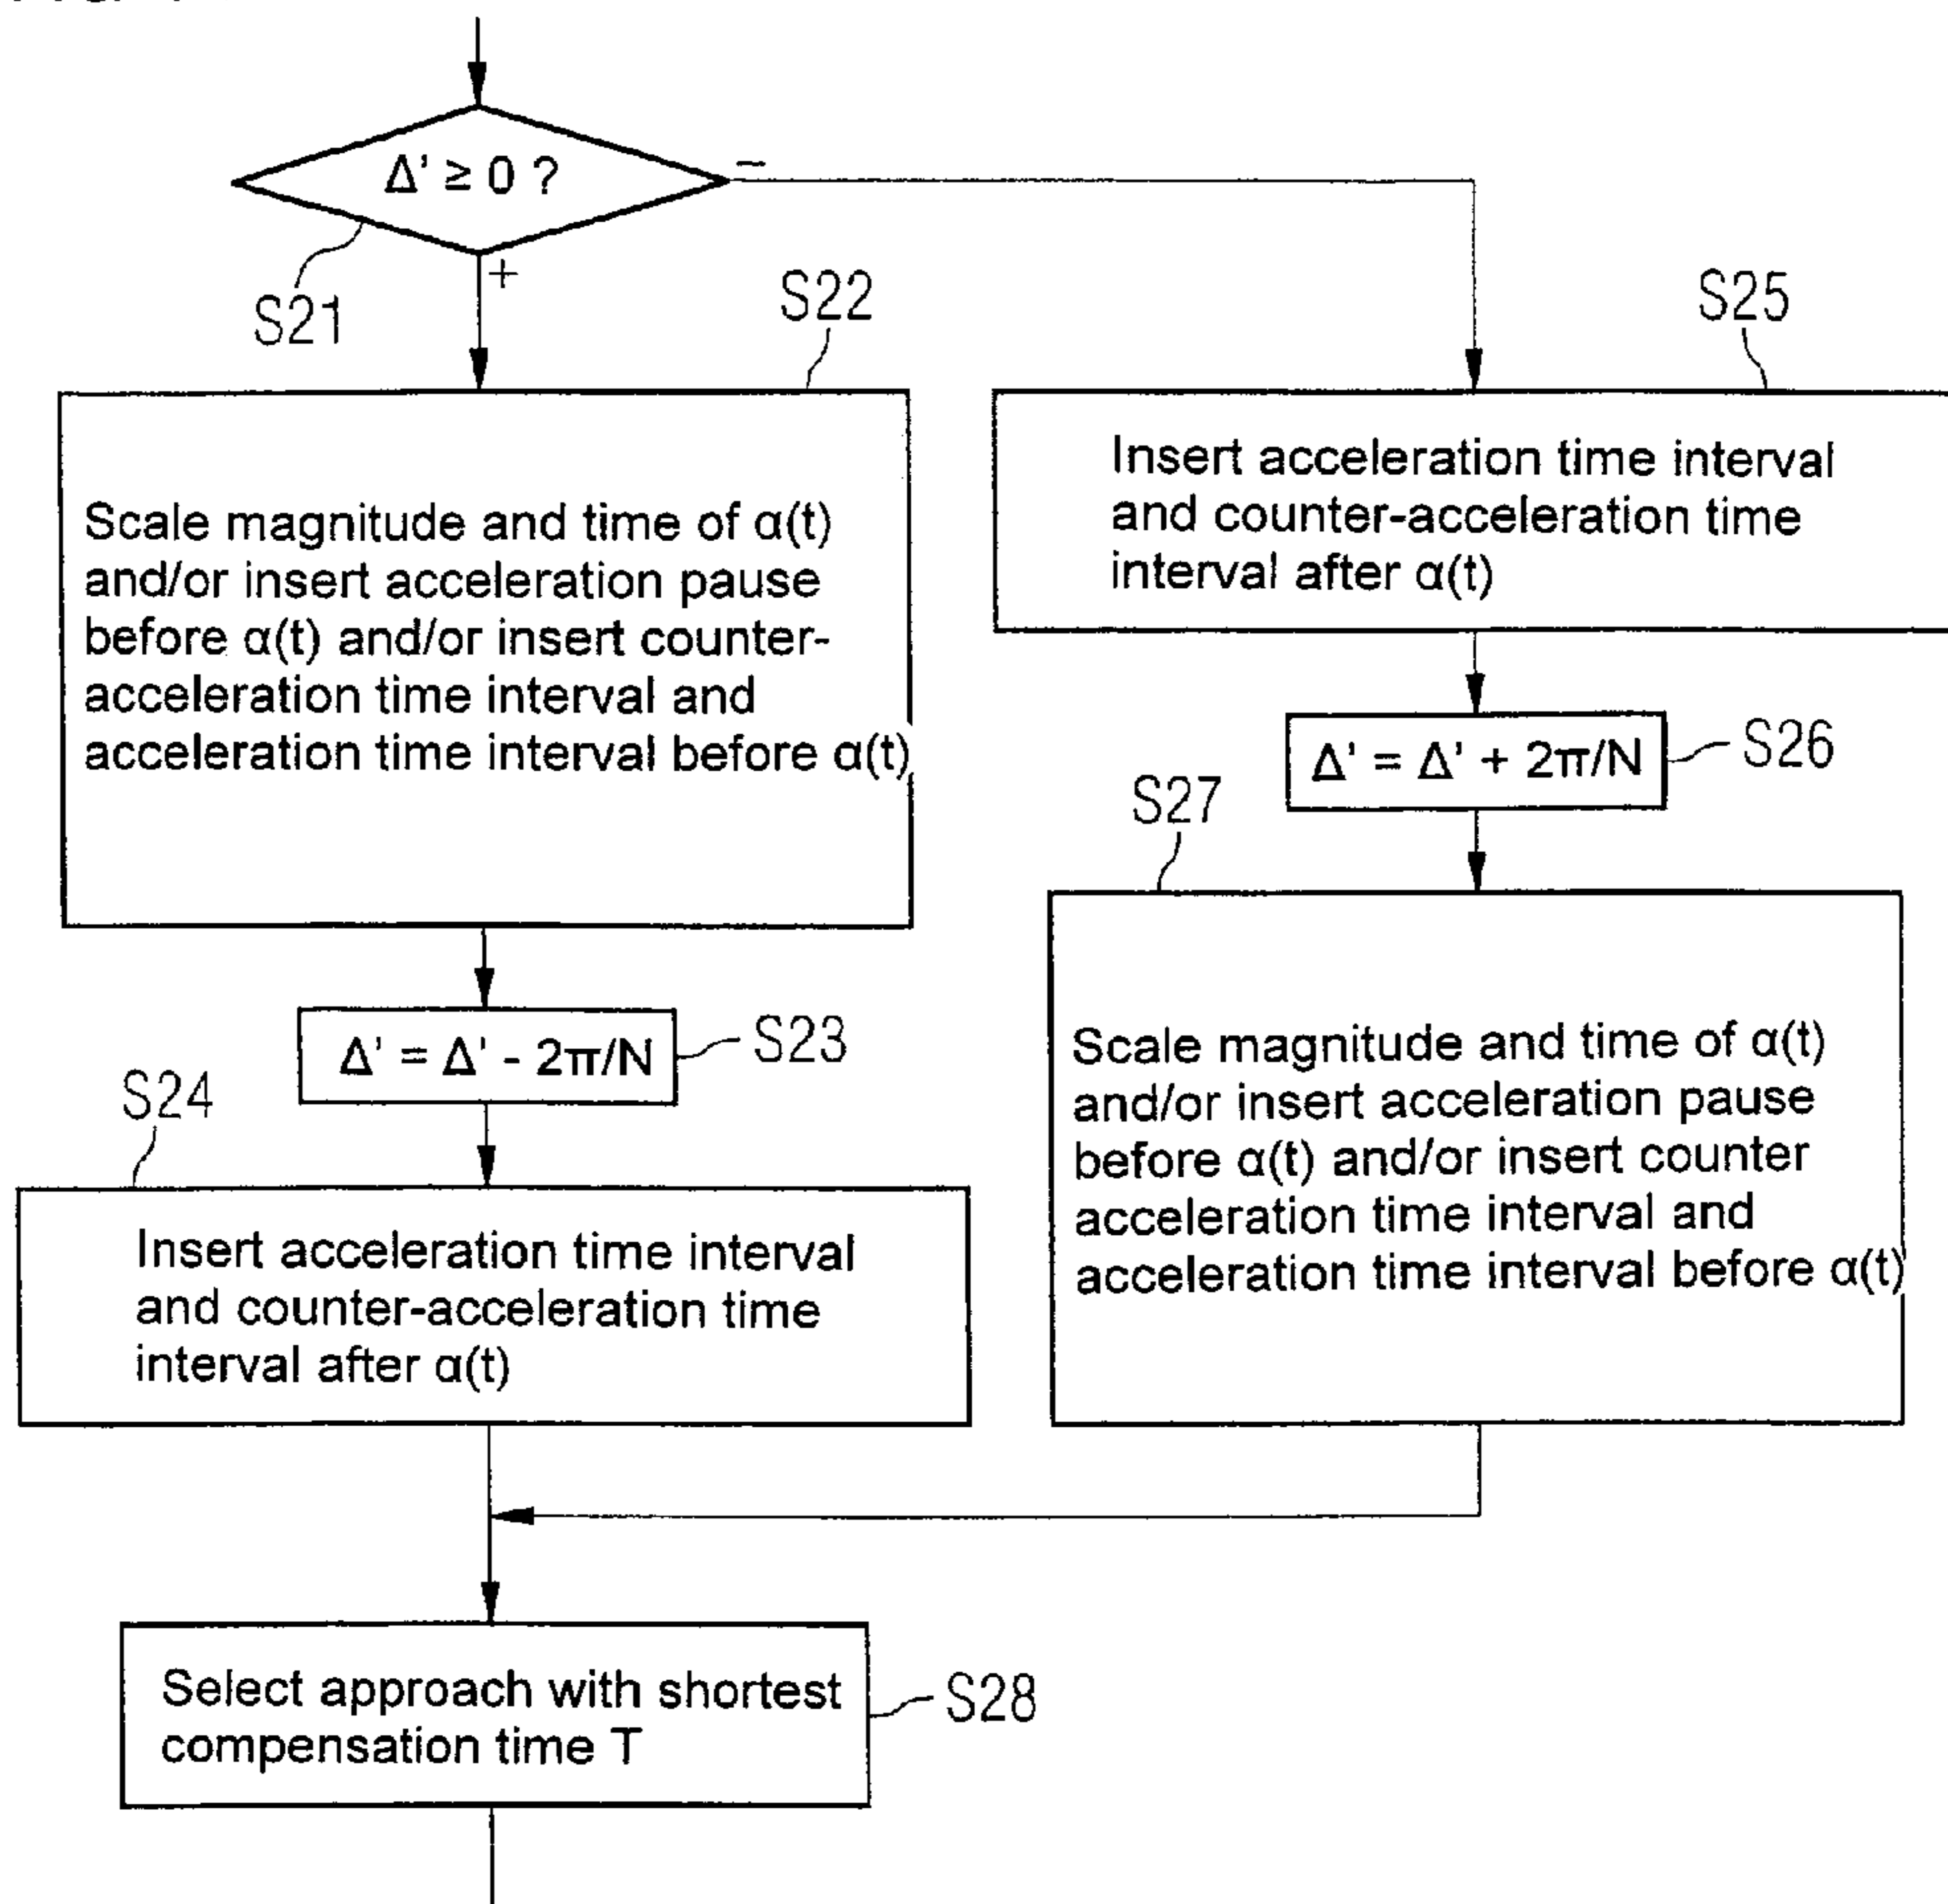 Δ' ≥ 0 ?
−
+
S21
S22
Scale magnitude and time of α(t)
and/or insert acceleration pause
before α(t) and/or insert counter-
acceleration time interval and
acceleration time interval before α(t)
Δ' = Δ' - 2π/N
S23
S24
Insert acceleration time interval
and counter-acceleration time
interval after α(t)
S25
Insert acceleration time interval
and counter-acceleration time
interval after α(t)
Δ' = Δ' + 2π/N
S26
S27
Scale magnitude and time of α(t)
and/or insert acceleration pause
before α(t) and/or insert counter
acceleration time interval and
acceleration time interval before α(t)
Select approach with shortest
compensation time T
S28